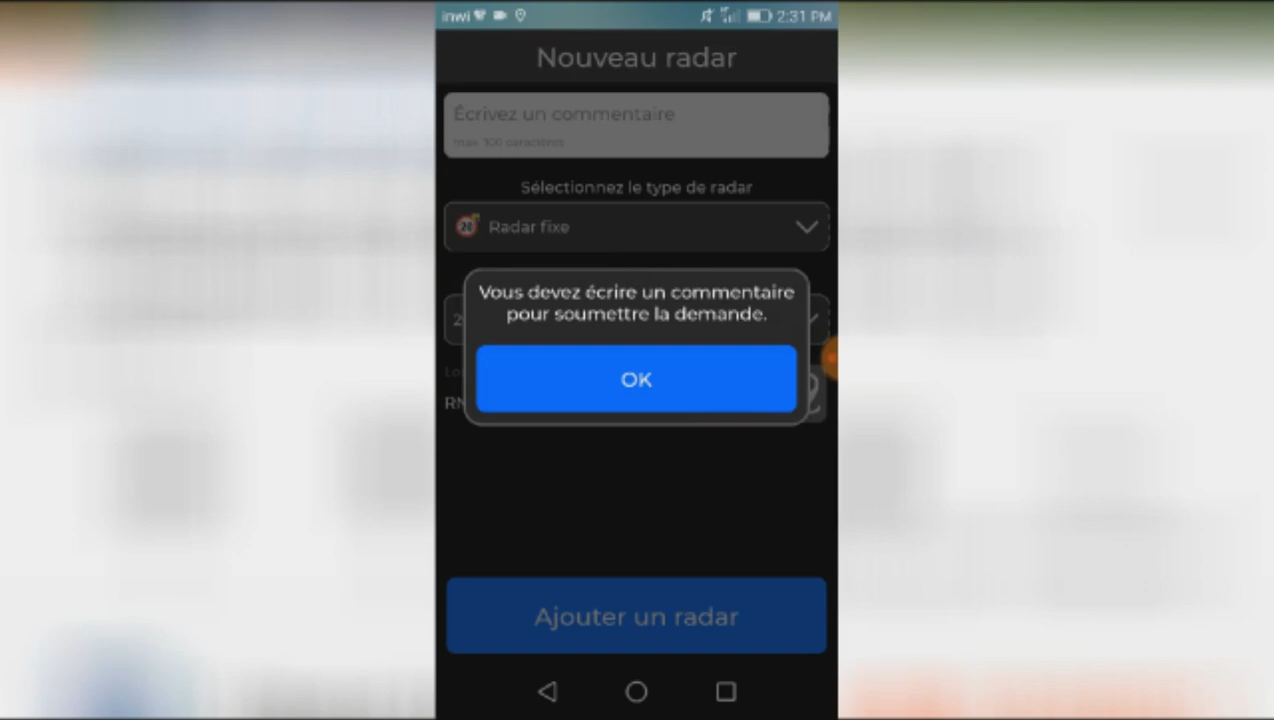 inwi
2:31 PM
Nouveau radar
Écrivez un commentaire
max. 100 caractères
Sélectionnez le type de radar
20
Radar fixe
Vous devez écrire un commentaire
pour soumettre la demande.
OK
Ajouter un radar